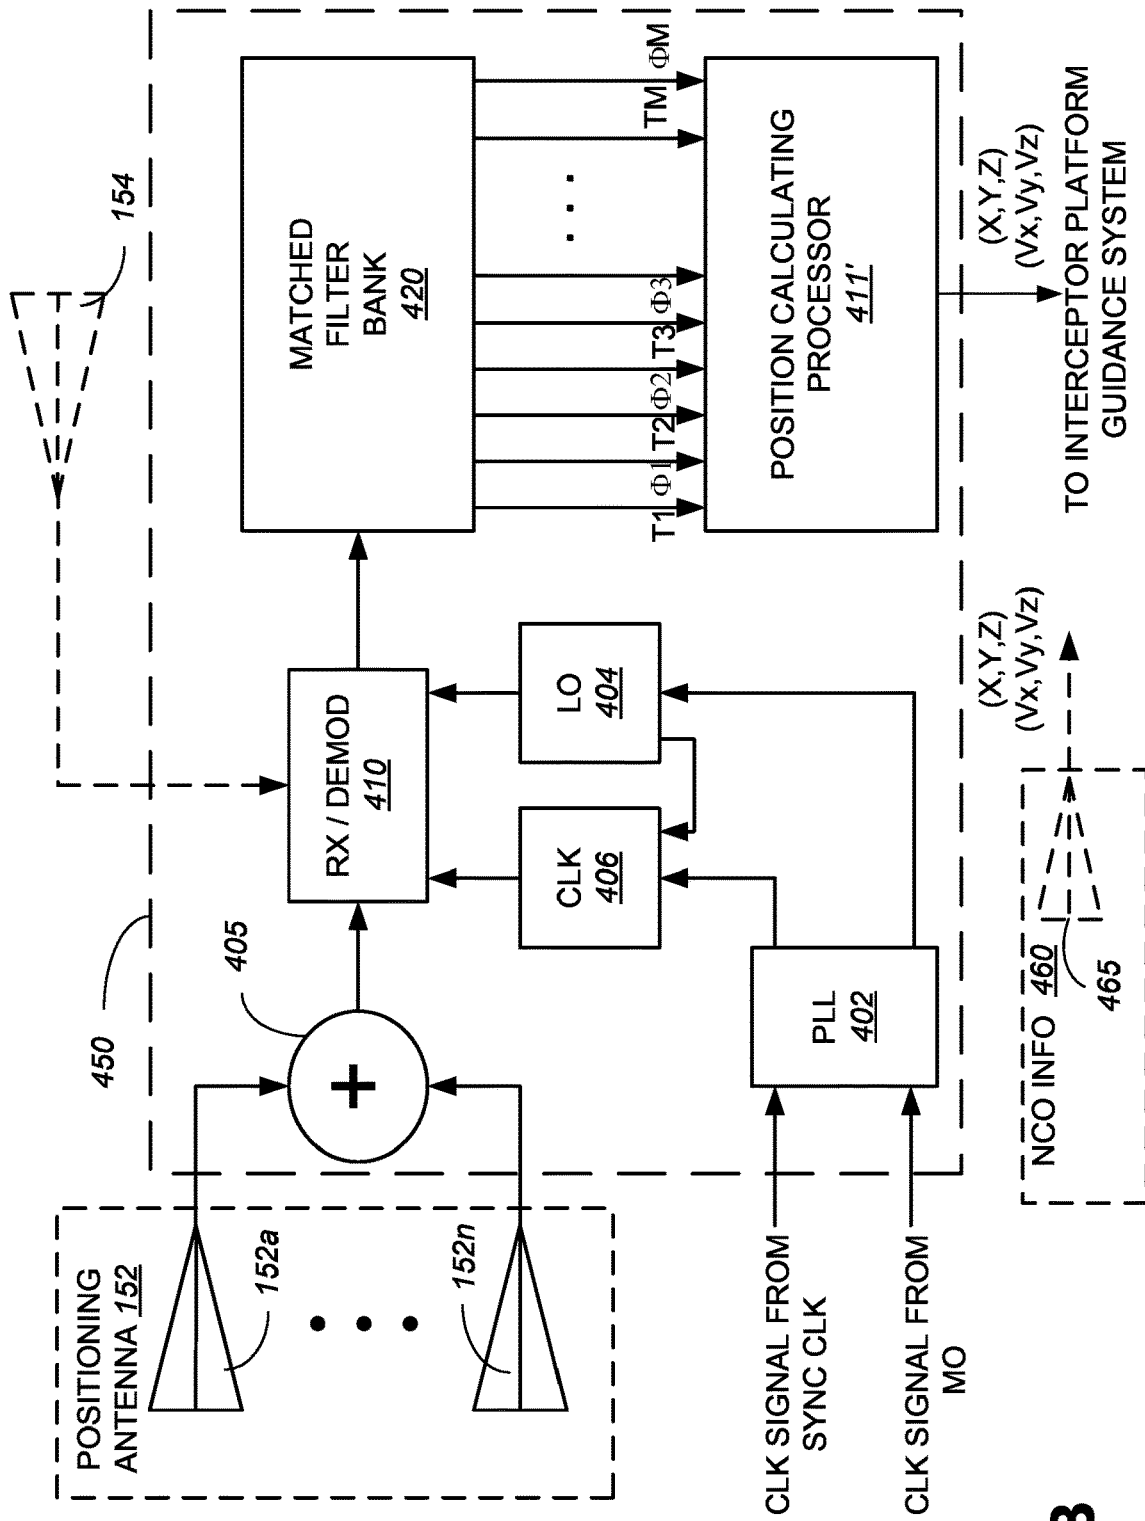 POSITIONING
ANTENNA 152
152a
152n
450
405
+
154
RX / DEMOD
410
MATCHED
FILTER
BANK
420
CLK
406
LO
404
T1 Φ1 T2 Φ2 T3 Φ3 TM ΦM
POSITION CALCULATING
PROCESSOR
411'
PLL
402
CLK SIGNAL FROM
SYNC CLK
CLK SIGNAL FROM
MO
NCO INFO 460
465
(X,Y,Z)
(Vx,Vy,Vz)
(X,Y,Z)
(Vx,Vy,Vz)
TO INTERCEPTOR PLATFORM
GUIDANCE SYSTEM